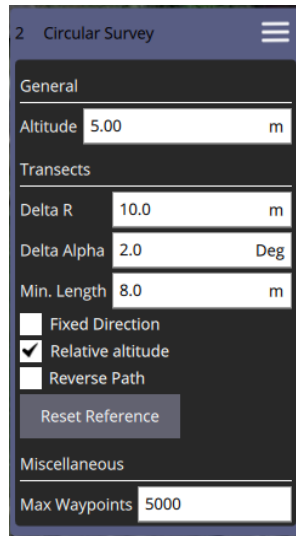 2 Circular Survey
General
Altitude 5.00 m
Transects
Delta R 10.0 m
Delta Alpha 2.0 Deg
Min. Length 8.0 m
Fixed Direction
Relative altitude
Reverse Path
Reset Reference
Miscellaneous
Max Waypoints 5000